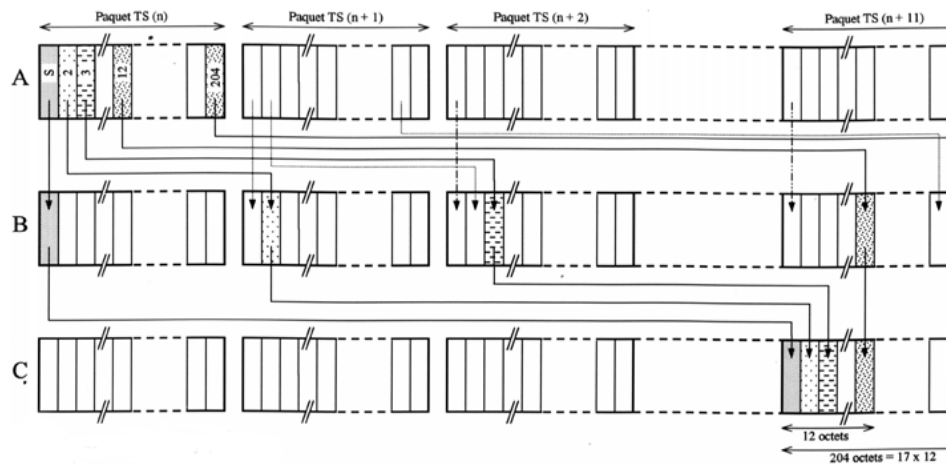 Paquet TS (n)
Paquet TS (n + 1)
Paquet TS (n + 2)
Paquet TS (n + 11)
A
S
2
3
12
204
B
C
12 octets
204 octets = 17 x 12